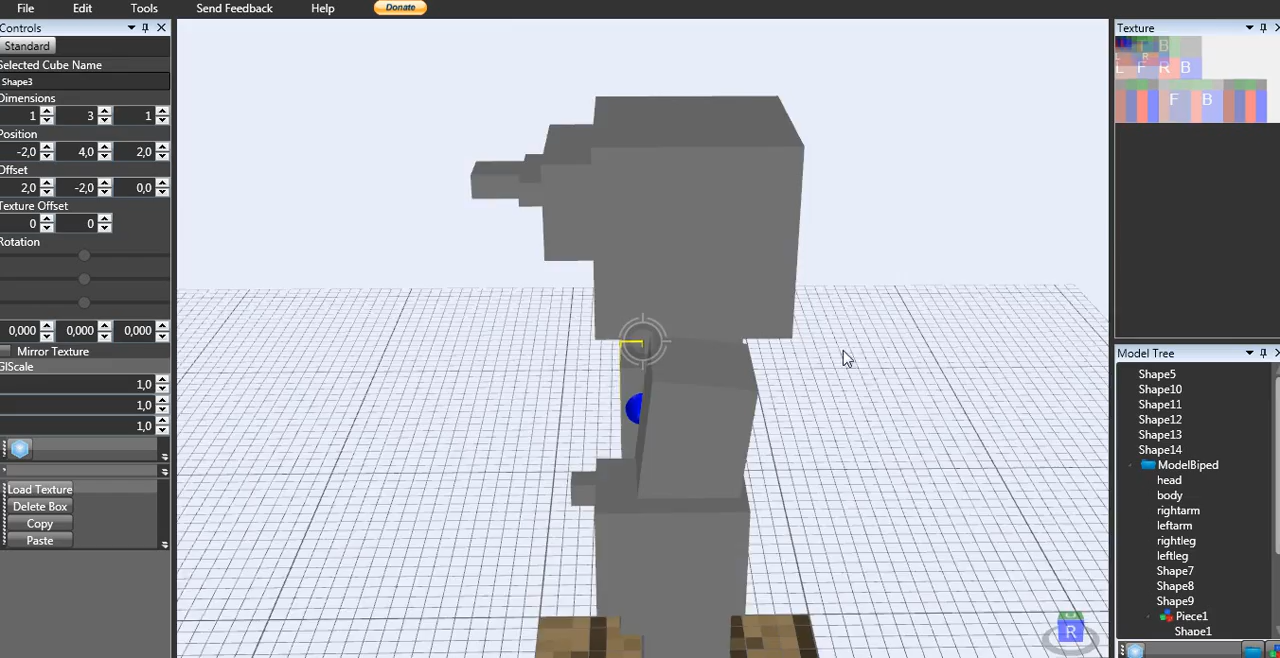 File Edit Tools Send Feedback Help Donate
Controls
Standard
Selected Cube Name
Shape3
Dimensions
1 3 1
Position
-2,0 4,0 2,0
Offset
2,0 -2,0 0,0
Texture Offset
0 0
Rotation
0,000 0,000 0,000
Mirror Texture
GlScale
1,0
1,0
1,0
Load Texture
Delete Box
Copy
Paste
Texture
B
L F R B
F B
Model Tree
Shape5
Shape10
Shape11
Shape12
Shape13
Shape14
ModelBiped
head
body
rightarm
leftarm
rightleg
leftleg
Shape7
Shape8
Shape9
Piece1
Shape1
R